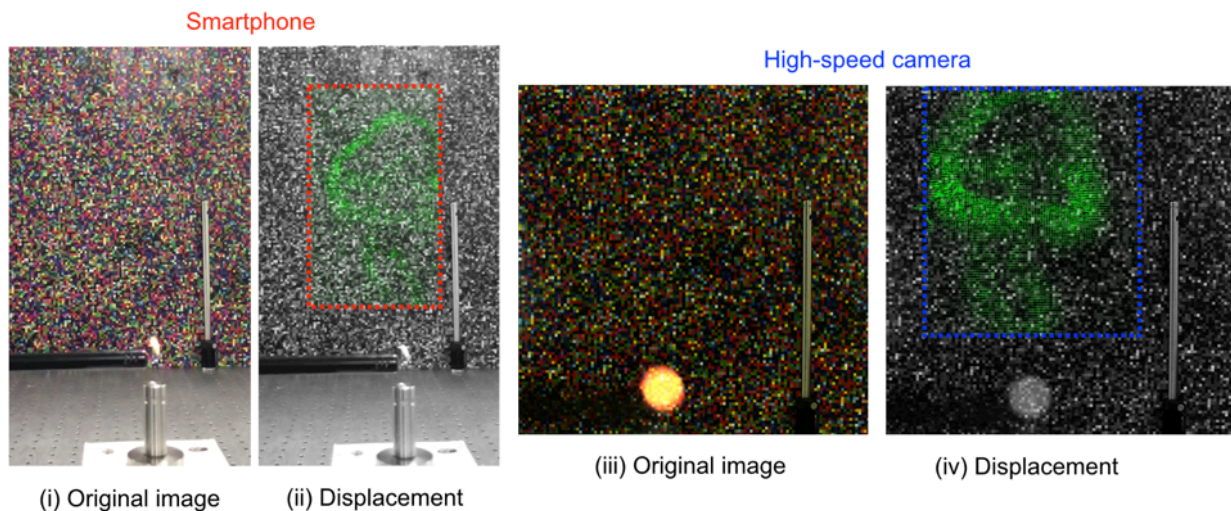 Smartphone
High-speed camera
(i) Original image
(ii) Displacement
(iii) Original image
(iv) Displacement